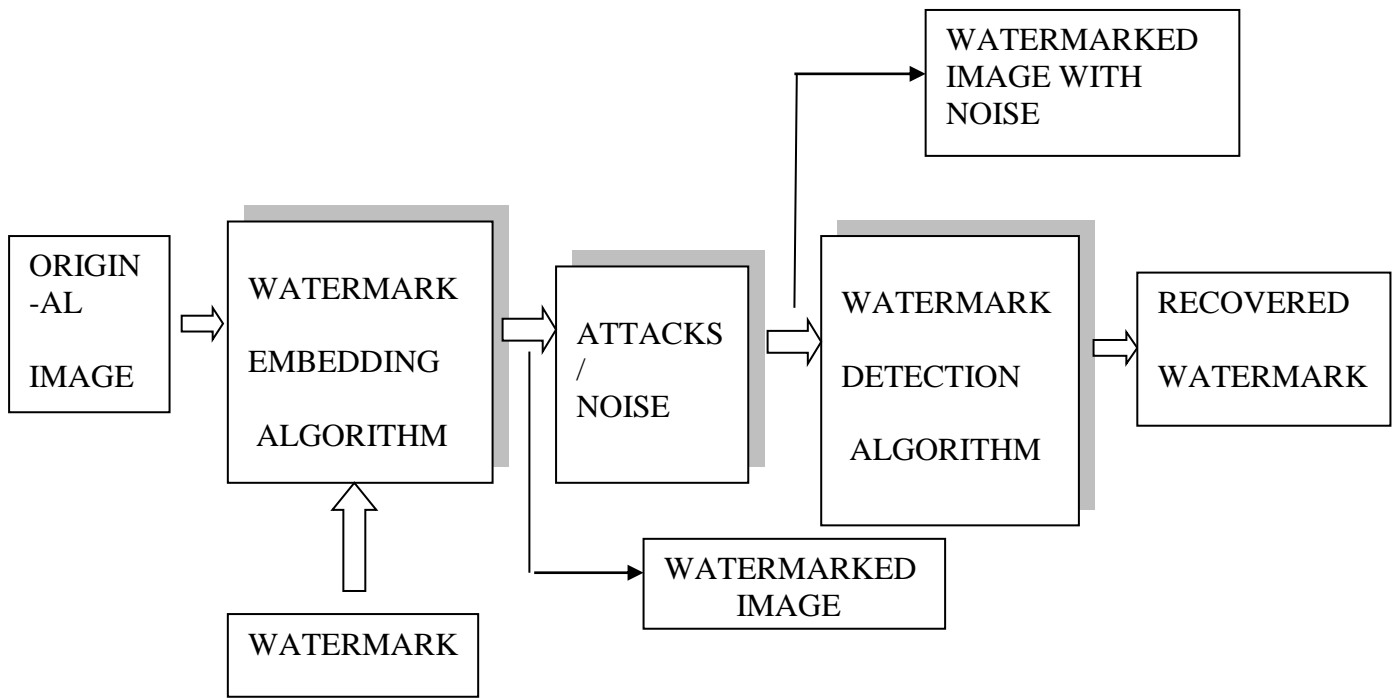 WATERMARKED
IMAGE WITH
NOISE
ORIGIN
-AL
IMAGE
WATERMARK
EMBEDDING
ALGORITHM
ATTACKS
/
NOISE
WATERMARK
DETECTION
ALGORITHM
RECOVERED
WATERMARK
WATERMARKED
IMAGE
WATERMARK